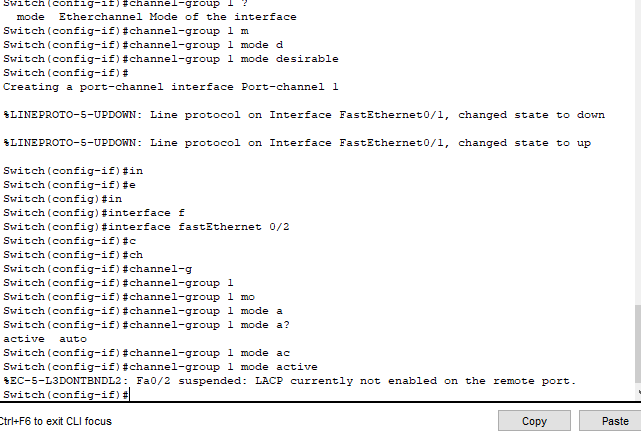 Switch(config-if)#channel-group 1 ?
mode Etherchannel Mode of the interface
Switch(config-if)#channel-group 1 m
Switch(config-if)#channel-group 1 mode d
Switch(config-if)#channel-group 1 mode desirable
Switch(config-if)#
Creating a port-channel interface Port-channel 1
%LINEPROTO-5-UPDOWN: Line protocol on Interface FastEthernet0/1, changed state to down
%LINEPROTO-5-UPDOWN: Line protocol on Interface FastEthernet0/1, changed state to up
Switch(config-if)#in
Switch(config-if)#e
Switch(config)#in
Switch(config)#interface f
Switch(config)#interface fastEthernet 0/2
Switch(config-if)#c
Switch(config-if)#ch
Switch(config-if)#channel-g
Switch(config-if)#channel-group 1
Switch(config-if)#channel-group 1 mo
Switch(config-if)#channel-group 1 mode a
Switch(config-if)#channel-group 1 mode a?
active auto
Switch(config-if)#channel-group 1 mode ac
Switch(config-if)#channel-group 1 mode active
%EC-5-L3DONTBNDL2: Fa0/2 suspended: LACP currently not enabled on the remote port.
Switch(config-if)#
Ctrl+F6 to exit CLI focus
Copy
Paste